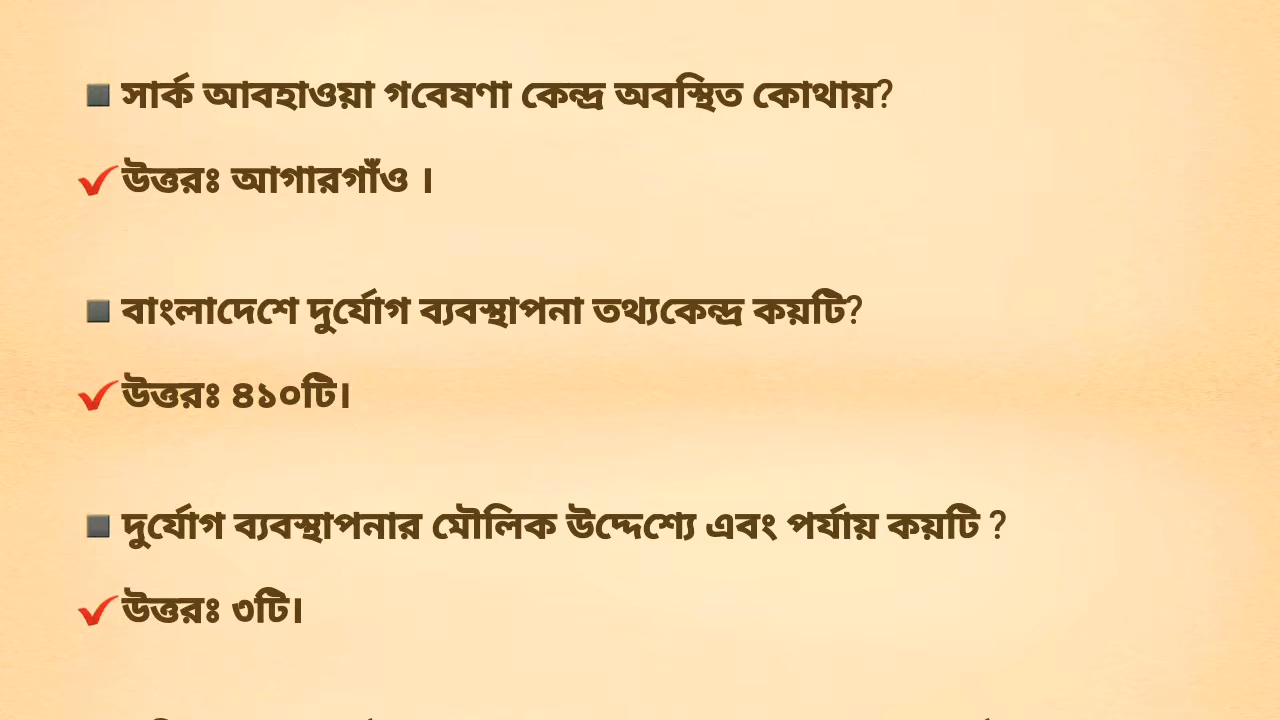 ◾সার্ক আবহাওয়া গবেষণা কেন্দ্র অবস্থিত কোথায়?
✔উত্তরঃ আগারগাঁও ।
◾বাংলাদেশে দুর্যোগ ব্যবস্থাপনা তথ্যকেন্দ্র কয়টি?
✔উত্তরঃ ৪১০টি।
◾দুর্যোগ ব্যবস্থাপনার মৌলিক উদ্দেশ্যে এবং পর্যায় কয়টি ?
✔উত্তরঃ ৩টি।